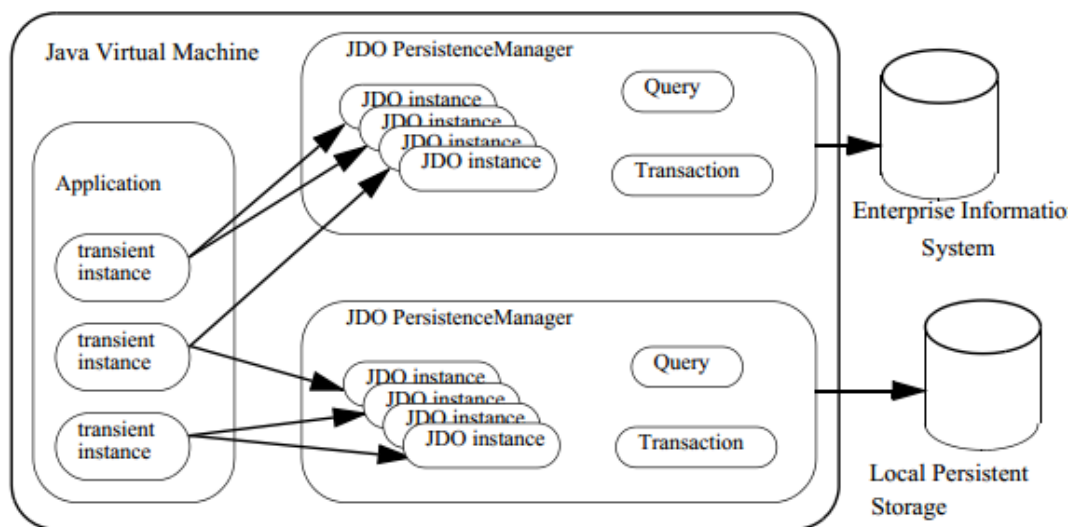 Java Virtual Machine
JDO PersistenceManager
JDO instance
JDO instance
JDO instance
JDO instance
Query
Transaction
Application
transient
instance
transient
instance
transient
instance
JDO PersistenceManager
JDO instance
JDO instance
JDO instance
JDO instance
Query
Transaction
Enterprise Informatio
System
Local Persistent
Storage